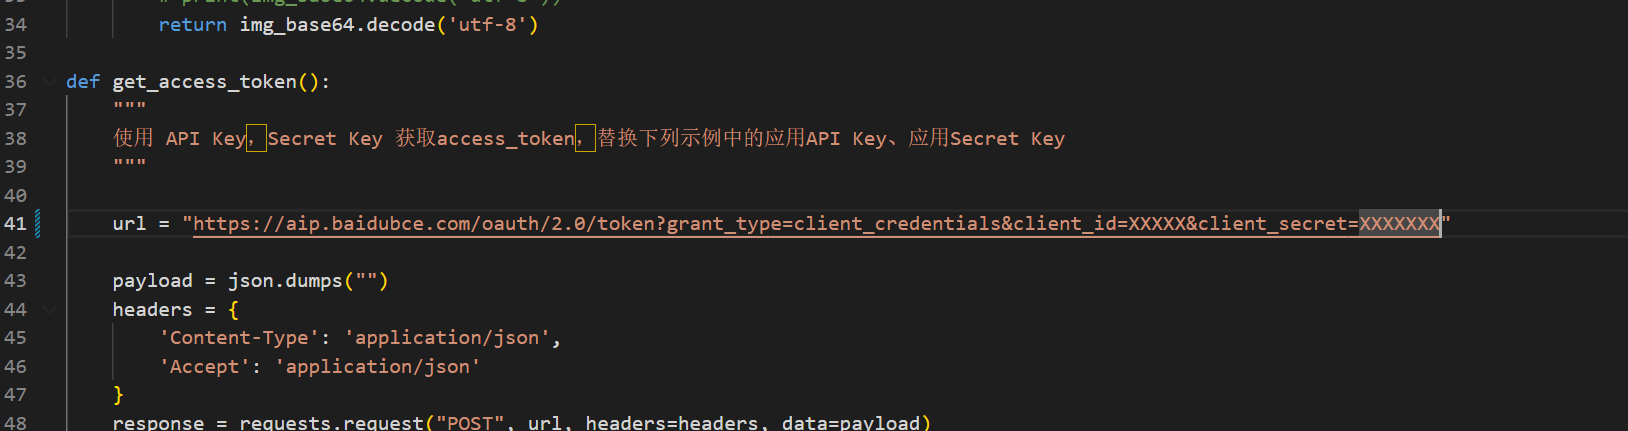 # print(img_base64.decode('utf-8'))
34 return img_base64.decode('utf-8')
35
36 def get_access_token():
37 """
38 使用 API Key，Secret Key 获取access_token，替换下列示例中的应用API Key、应用Secret Key
39 """
40
41 url = "https://aip.baidubce.com/oauth/2.0/token?grant_type=client_credentials&client_id=XXXXX&client_secret=XXXXXXX"
42
43 payload = json.dumps("")
44 headers = {
45 'Content-Type': 'application/json',
46 'Accept': 'application/json'
47 }
48 response = requests.request("POST", url, headers=headers, data=payload)